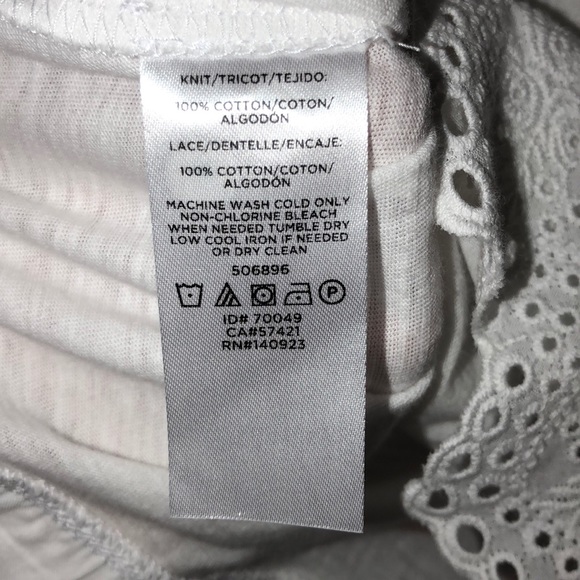 KNIT/TRICOT/TEJIDO:
100% COTTON/COTON/
ALGODÓN
LACE/DENTELLE/ENCAJE:
100% COTTON/COTON/
ALGODÓN
MACHINE WASH COLD ONLY
NON-CHLORINE BLEACH
WHEN NEEDED TUMBLE DRY
LOW COOL IRON IF NEEDED
OR DRY CLEAN
506896
P
ID# 70049
CA#57421
RN#140923